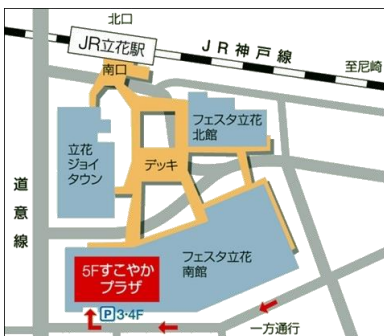 北口
JR立花駅
JR神戸線
南口
至尼崎
フェスタ立花
北館
立花
ジョイ
タウン
デッキ
道意線
フェスタ立花
南館
5Fすこやか
プラザ
P3・4F
一方通行